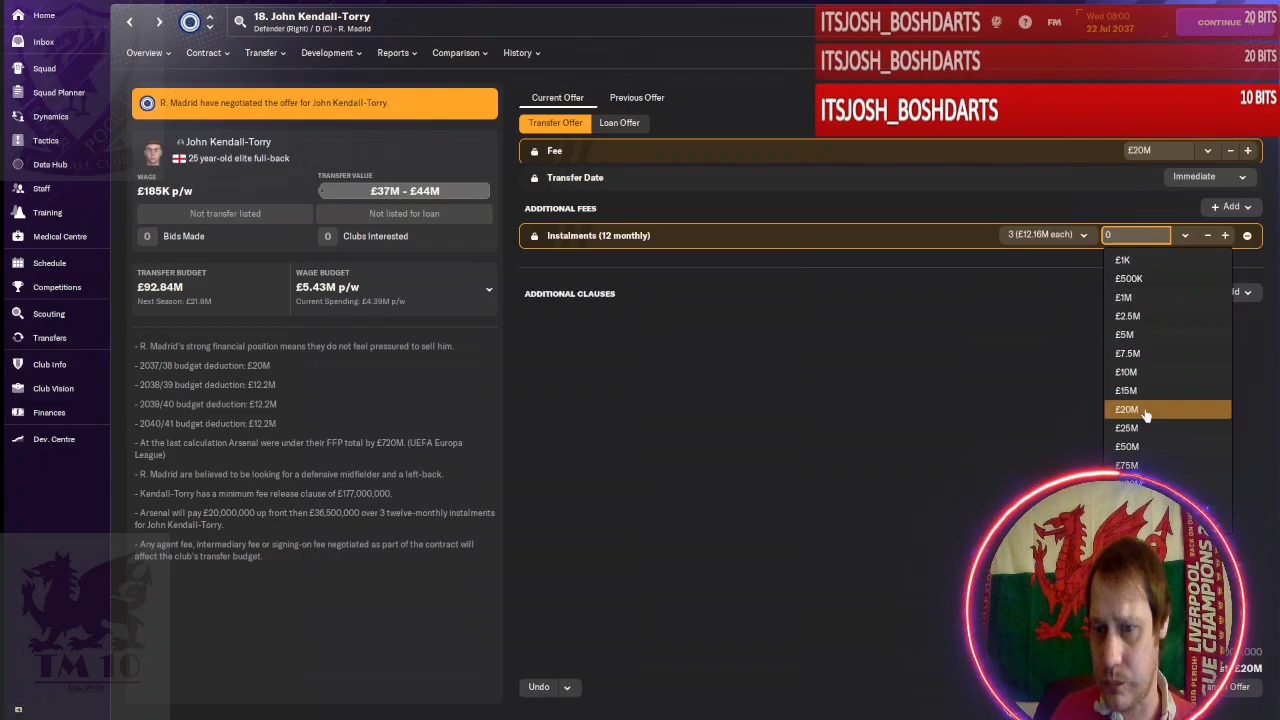 Home
Inbox
Squad
Squad Planner
Dynamics
Tactics
Data Hub
Staff
Training
Medical Centre
Schedule
Competitions
Scouting
Transfers
Club Info
Club Vision
Finances
Dev. Centre
TM 10
18. John Kendall-Torry
Defender (Right) / D (C) - R. Madrid
FM
Wed 08:00
22 Jul 2037
CONTINUE
ITSJOSH_BOSHDARTS
20 BITS
ITSJOSH_BOSHDARTS
20 BITS
ITSJOSH_BOSHDARTS
10 BITS
Overview
Contract
Transfer
Development
Reports
Comparison
History
R. Madrid have negotiated the offer for John Kendall-Torry.
John Kendall-Torry
25 year-old elite full-back
WAGE
£185K p/w
TRANSFER VALUE
£37M - £44M
Not transfer listed
Not listed for loan
0 Bids Made
0 Clubs Interested
TRANSFER BUDGET
£92.84M
Next Season: £21.8M
WAGE BUDGET
£5.43M p/w
Current Spending: £4.39M p/w
- R. Madrid's strong financial position means they do not feel pressured to sell him.
- 2037/38 budget deduction: £20M
- 2038/39 budget deduction: £12.2M
- 2039/40 budget deduction: £12.2M
- 2040/41 budget deduction: £12.2M
- At the last calculation Arsenal were under their FFP total by £720M. (UEFA Europa
League)
- R. Madrid are believed to be looking for a defensive midfielder and a left-back.
- Kendall-Torry has a minimum fee release clause of £177,000,000.
- Arsenal will pay £20,000,000 up front then £36,500,000 over 3 twelve-monthly instalments
for John Kendall-Torry.
- Any agent fee, intermediary fee or signing-on fee negotiated as part of the contract will
affect the club's transfer budget.
Current Offer
Previous Offer
Transfer Offer
Loan Offer
Fee
£20M
Transfer Date
Immediate
ADDITIONAL FEES
+ Add
Instalments (12 monthly)
3 (£12.16M each)
0
£1K
£500K
£1M
£2.5M
£5M
£7.5M
£10M
£15M
£20M
£25M
£50M
£75M
ADDITIONAL CLAUSES
Undo
£20M
Offer
LIVERPOOL
CHAMPIONS